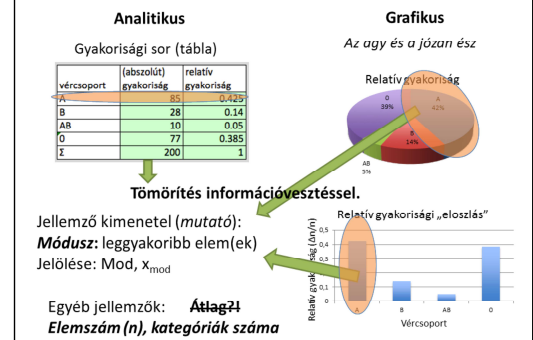 Analitikus
Grafikus
Gyakorisági sor (tábla)
Az agy és a józan ész
vércsoport (abszolút) gyakoriság relatív gyakoriság
A 85 0.425
B 28 0.14
AB 10 0.05
0 77 0.385
Σ 200 1
Relatív gyakoriság
0 39%
A 42%
B 14%
AB 5%
Tömörítés információvesztéssel.
Jellemző kimenetel (mutató):
Módusz: leggyakoribb elem(ek)
Jelölése: Mod, xmod
Egyéb jellemzők: Átlag?!
Elemszám (n), kategóriák száma
Relatív gyakorisági „eloszlás”
Relatív gyakoriság (Δn/n)
0,5
0,4
0,3
0,2
0,1
0
A B AB 0
Vércsoport